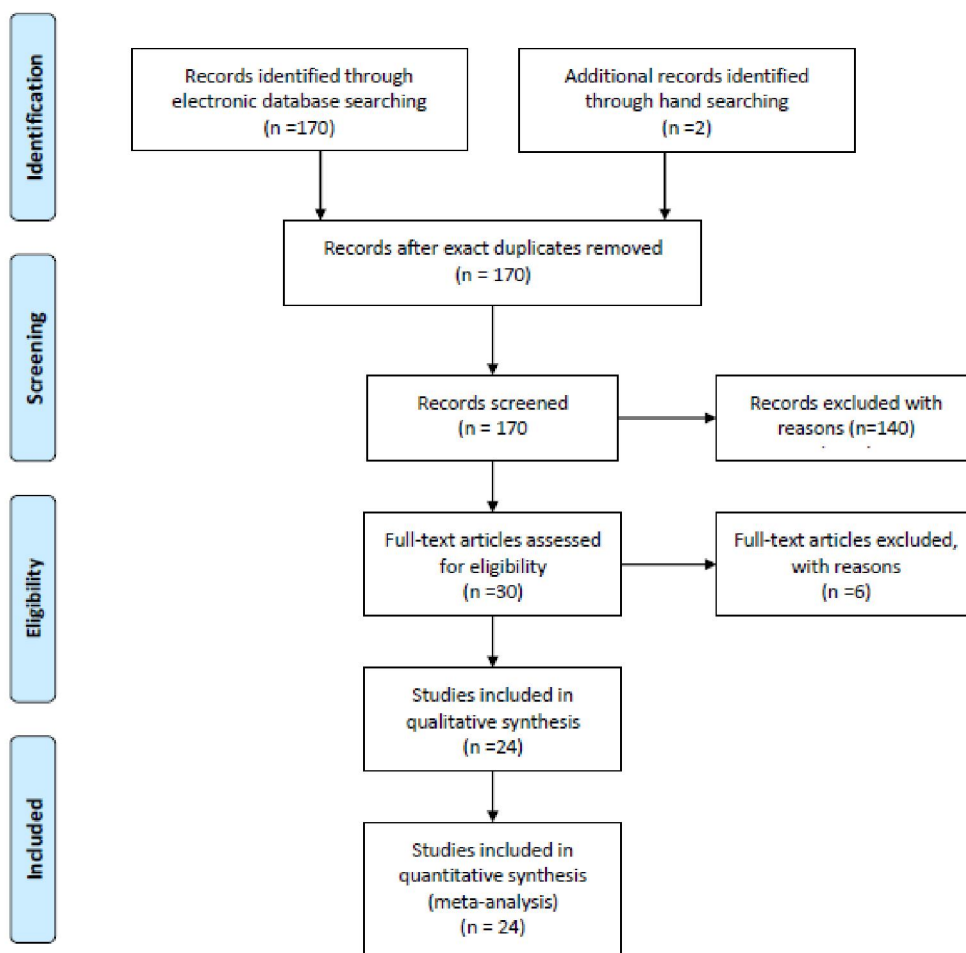 Identification
Records identified through
electronic database searching
(n =170)
Additional records identified
through hand searching
(n =2)
Screening
Records after exact duplicates removed
(n = 170)
Records screened
(n = 170
Records excluded with
reasons (n=140)
Eligibility
Full-text articles assessed
for eligibility
(n =30)
Full-text articles excluded,
with reasons
(n =6)
Studies included in
qualitative synthesis
(n =24)
Included
Studies included in
quantitative synthesis
(meta-analysis)
(n = 24)